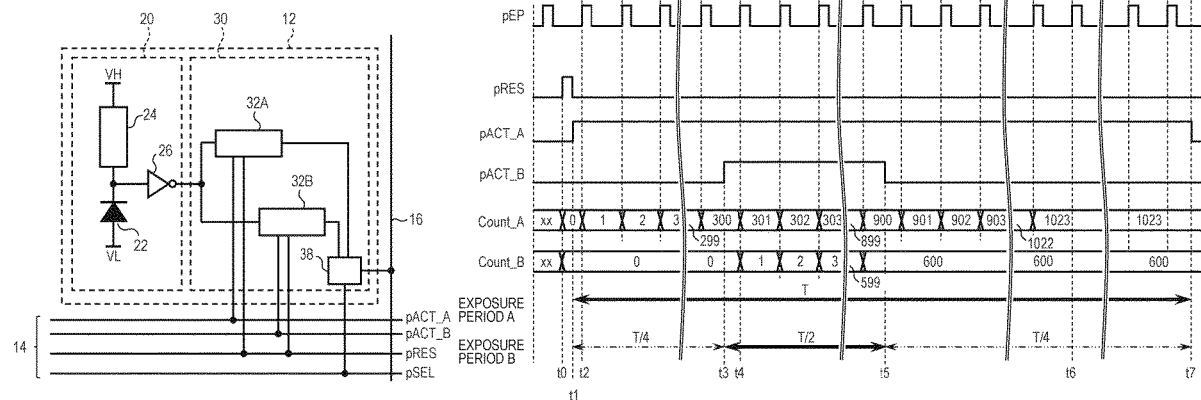 20 30 12
VH
24
26
32A
32B
22
VL
38
16
14
pACT_A
pACT_B
pRES
pSEL
pEP
pRES
pACT_A
pACT_B
Count_A xx 0 1 2 3 299 300 301 302 303 899 900 901 902 903 1022 1023 1023
Count_B xx 0 0 1 2 3 599 600 600 600
EXPOSURE PERIOD A T
EXPOSURE PERIOD B T/4 T/2 T/4
t0 t1 t2 t3 t4 t5 t6 t7